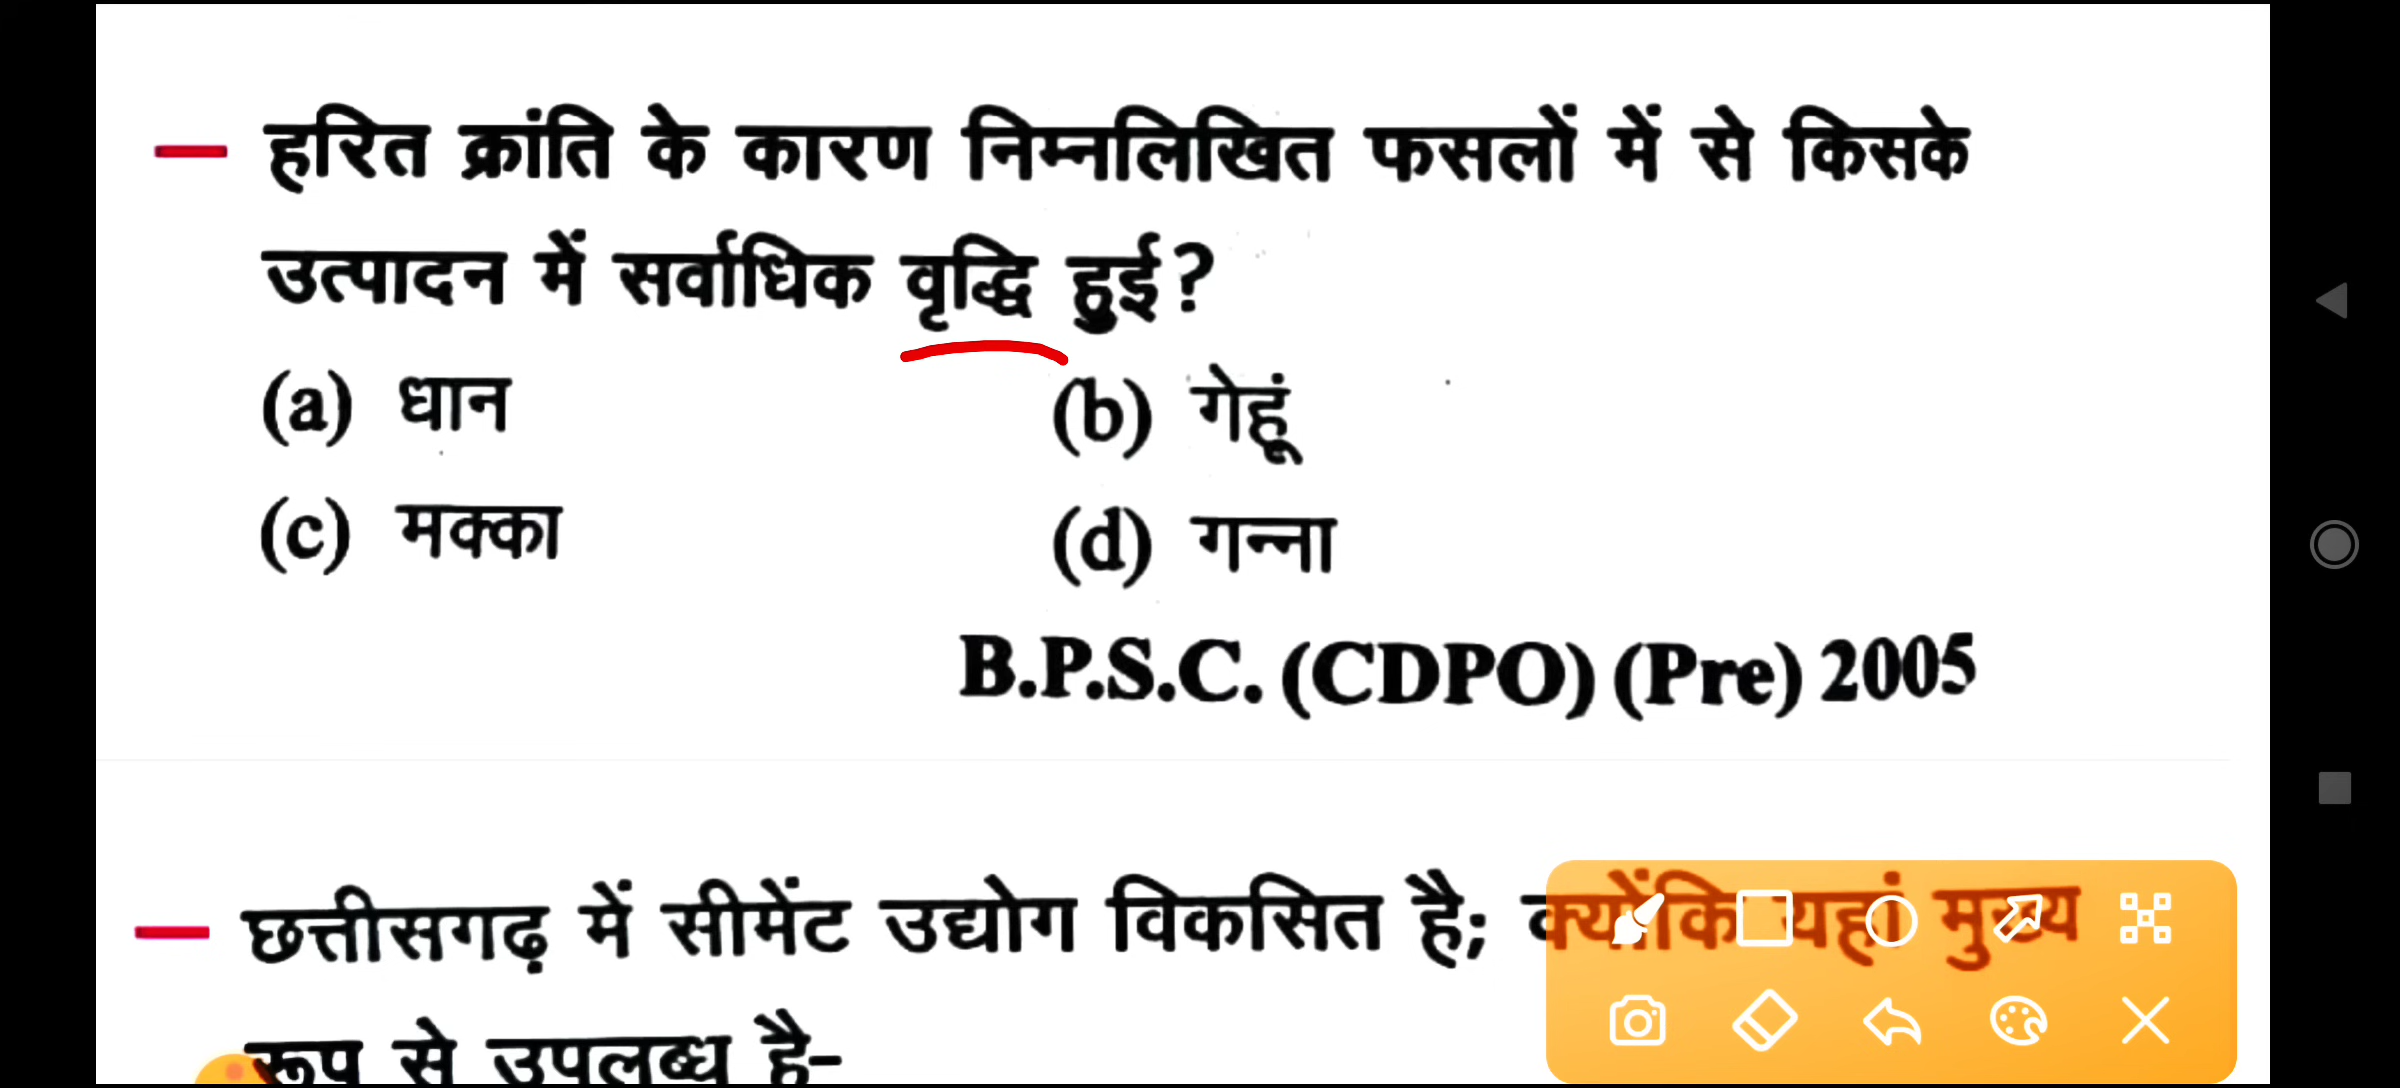 — हरित क्रांति के कारण निम्नलिखित फसलों में से किसके
उत्पादन में सर्वाधिक वृद्धि हुई?
(a) धान (b) गेहूं
(c) मक्का (d) गन्ना
B.P.S.C. (CDPO) (Pre) 2005
— छत्तीसगढ़ में सीमेंट उद्योग विकसित है; क्योंकि यहां मुख्य
रूप से उपलब्ध है-